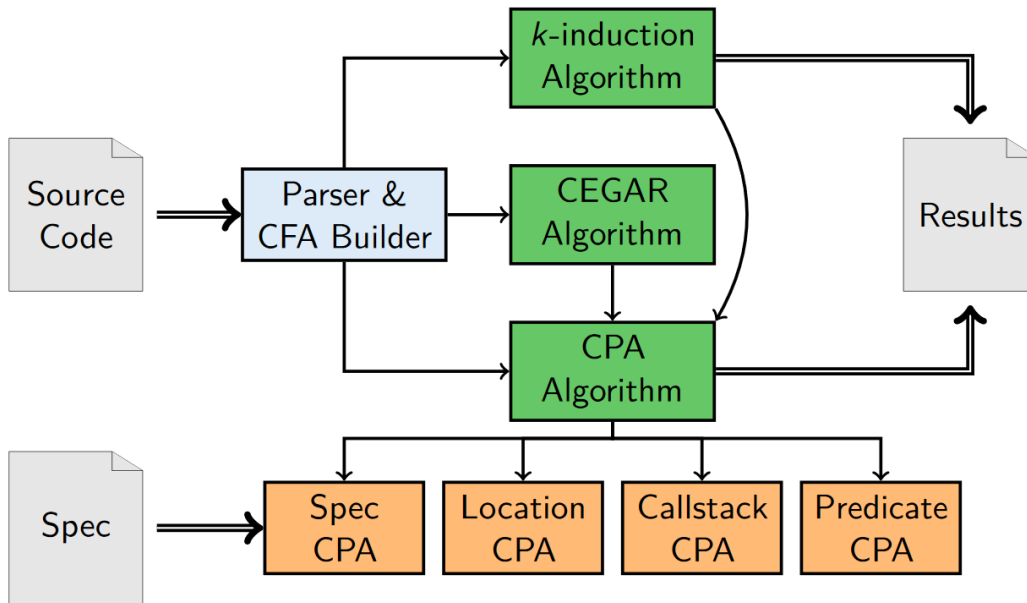 k-induction
Algorithm
Source
Code
Parser &
CFA Builder
CEGAR
Algorithm
Results
CPA
Algorithm
Spec
Spec
CPA
Location
CPA
Callstack
CPA
Predicate
CPA